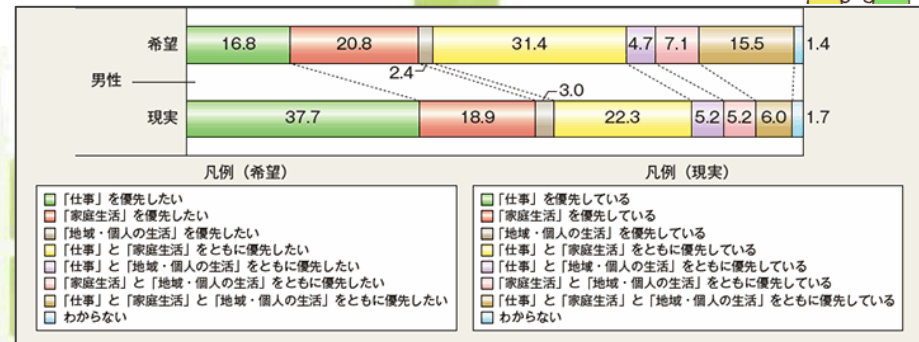 希望 16.8 20.8 31.4 4.7 7.1 15.5 1.4
2.4
男性
3.0
現実 37.7 18.9 22.3 5.2 5.2 6.0 1.7
凡例（希望）
「仕事」を優先したい
「家庭生活」を優先したい
「地域・個人の生活」を優先したい
「仕事」と「家庭生活」をともに優先したい
「仕事」と「地域・個人の生活」をともに優先したい
「家庭生活」と「地域・個人の生活」をともに優先したい
「仕事」と「家庭生活」と「地域・個人の生活」をともに優先したい
わからない
凡例（現実）
「仕事」を優先している
「家庭生活」を優先している
「地域・個人の生活」を優先している
「仕事」と「家庭生活」をともに優先している
「仕事」と「地域・個人の生活」をともに優先している
「家庭生活」と「地域・個人の生活」をともに優先している
「仕事」と「家庭生活」と「地域・個人の生活」をともに優先している
わからない